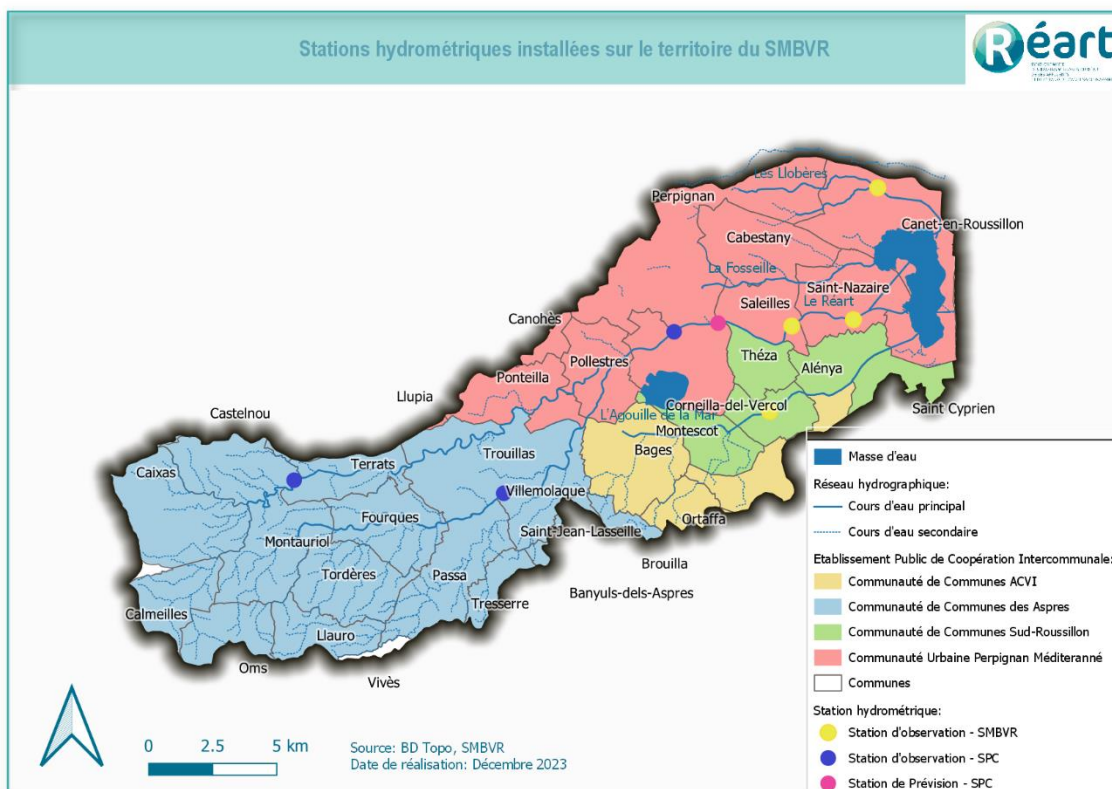 Stations hydrométriques installées sur le territoire du SMBVR
Réart
Les Llobères
Perpignan
Canet-en-Roussillon
Cabestany
La Fosseille
Saint-Nazaire
Saleilles
Le Réart
Canohès
Théza
Pollestres
Alénya
Ponteilla
Llupia
Corneilla-del-Vercol
Saint Cyprien
Castelnou
L'Agouille de la Mar
Montescot
Trouillas
Bages
Terrats
Caixas
Villemolaque
Fourques
Ortaffa
Saint-Jean-Lasseille
Montauriol
Brouilla
Tordères
Passa
Banyuls-dels-Aspres
Tresserre
Calmeilles
Llauro
Oms
Vivès
Masse d'eau
Réseau hydrographique:
Cours d'eau principal
Cours d'eau secondaire
Etablissement Public de Coopération Intercommunale:
Communauté de Communes ACVI
Communauté de Communes des Aspres
Communauté de Communes Sud-Roussillon
Communauté Urbaine Perpignan Méditeranné
Communes
Station hydrométrique:
Station d'observation - SMBVR
Station d'observation - SPC
Station de Prévision - SPC
0 2.5 5 km
Source: BD Topo, SMBVR
Date de réalisation: Décembre 2023